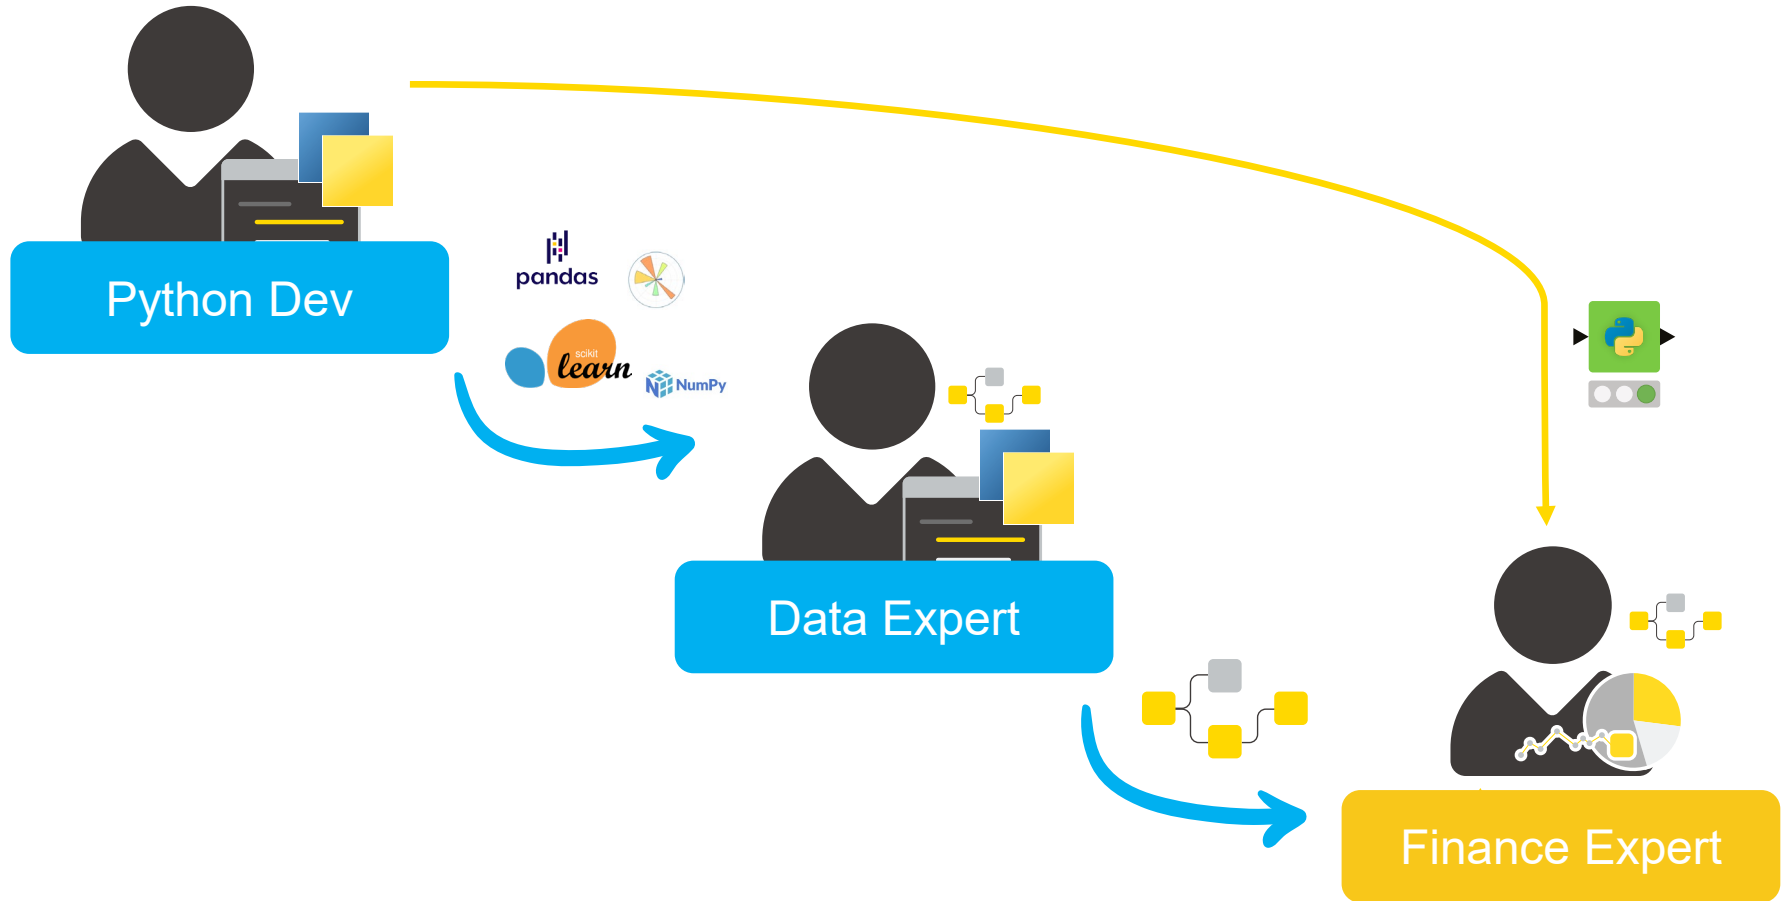 Python Dev
pandas
scikit
learn
NumPy
Data Expert
Finance Expert